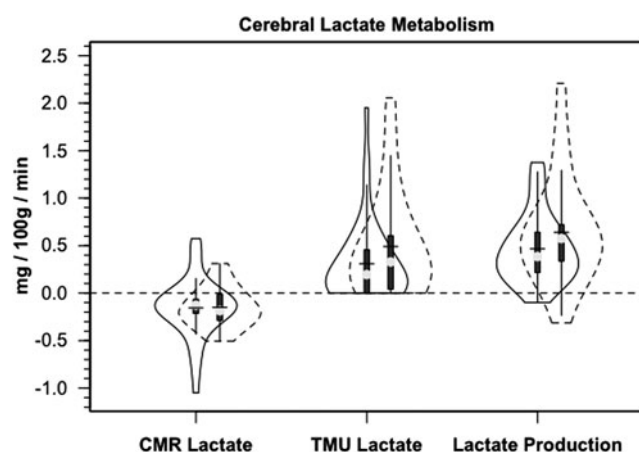 Cerebral Lactate Metabolism
mg / 100g / min
2.5
2.0
1.5
1.0
0.5
0.0
-0.5
-1.0
CMR Lactate TMU Lactate Lactate Production